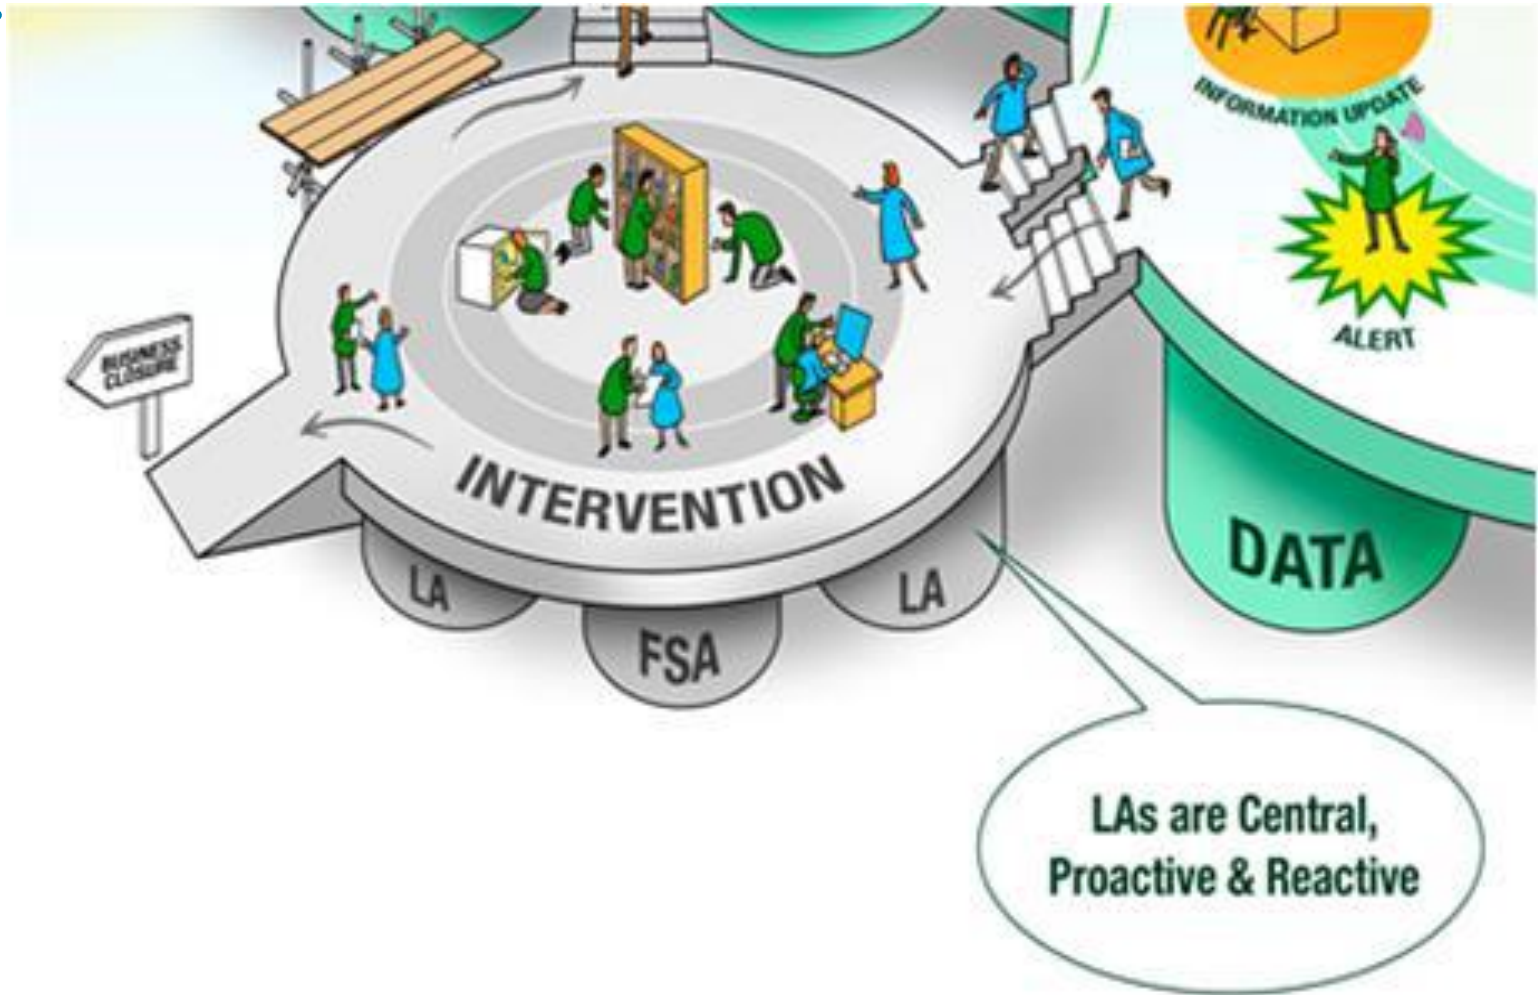 INFORMATION UPDATE
ALERT
BUSINESS
CLOSURE
INTERVENTION
LA
FSA
LA
DATA
LAs are Central,
Proactive & Reactive